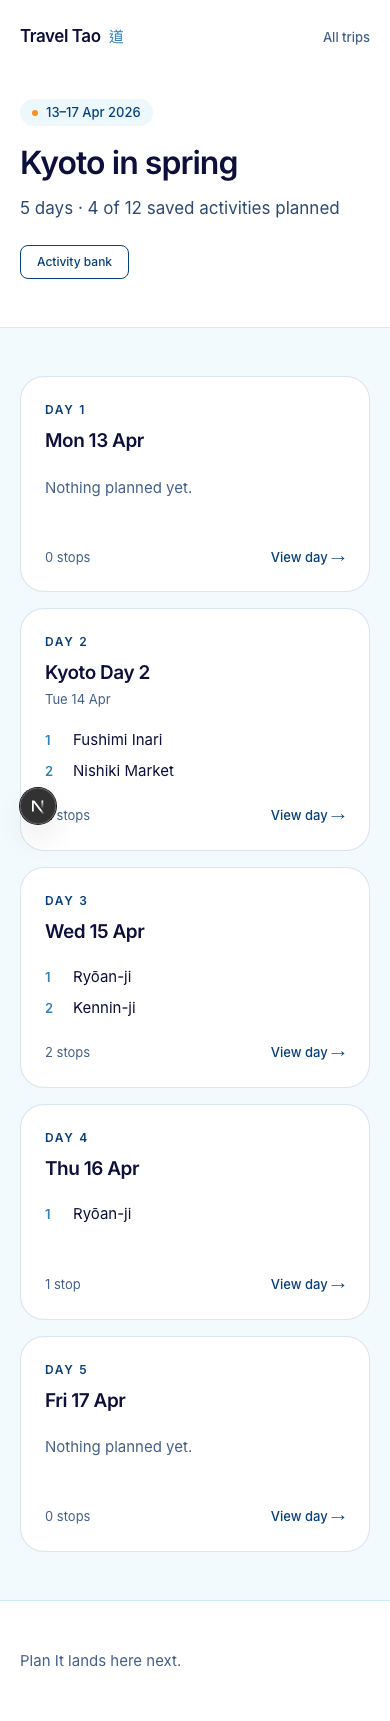 Travel Tao 道
All trips
13–17 Apr 2026
Kyoto in spring
5 days · 4 of 12 saved activities planned
Activity bank
DAY 1
Mon 13 Apr
Nothing planned yet.
0 stops
View day →
DAY 2
Kyoto Day 2
Tue 14 Apr
1 Fushimi Inari
2 Nishiki Market
N
stops
View day →
DAY 3
Wed 15 Apr
1 Ryōan-ji
2 Kennin-ji
2 stops
View day →
DAY 4
Thu 16 Apr
1 Ryōan-ji
1 stop
View day →
DAY 5
Fri 17 Apr
Nothing planned yet.
0 stops
View day →
Plan It lands here next.